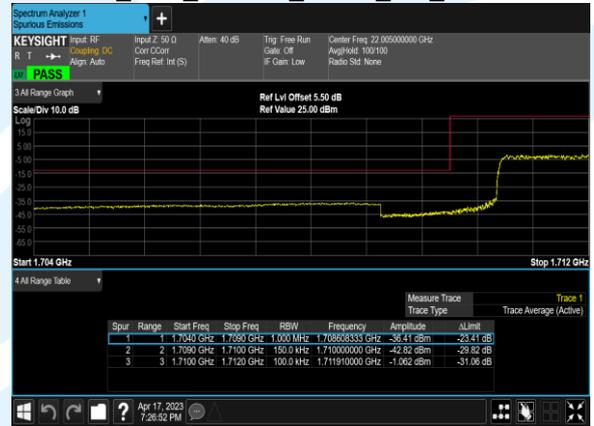 Spectrum Analyzer 1
Spurious Emissions
KEYSIGHT Input: RF Input Z: 50 Ω Atten: 40 dB Trig: Free Run Center Freq: 22.005000000 GHz
R T Coupling: DC Corr CCorr Gate: Off Avg|Hold: 100/100
Align: Auto Freq Ref: Int (S) IF Gain: Low Radio Std: None
PASS
3 All Range Graph
Ref Lvl Offset 5.50 dB
Scale/Div 10.0 dB Ref Value 25.00 dBm
Log
15.0
5.00
-5.00
-15.0
-25.0
-35.0
-45.0
-55.0
-65.0
Start 1.704 GHz Stop 1.712 GHz
4 All Range Table
Measure Trace Trace 1
Trace Type Trace Average (Active)
Spur Range Start Freq Stop Freq RBW Frequency Amplitude ΔLimit
1 1 1.7040 GHz 1.7090 GHz 1.000 MHz 1.708608333 GHz -36.41 dBm -23.41 dB
2 2 1.7090 GHz 1.7100 GHz 150.0 kHz 1.710000000 GHz -42.82 dBm -29.82 dB
3 3 1.7100 GHz 1.7120 GHz 100.0 kHz 1.711910000 GHz -1.062 dBm -31.06 dB
Apr 17, 2023
7:26:52 PM